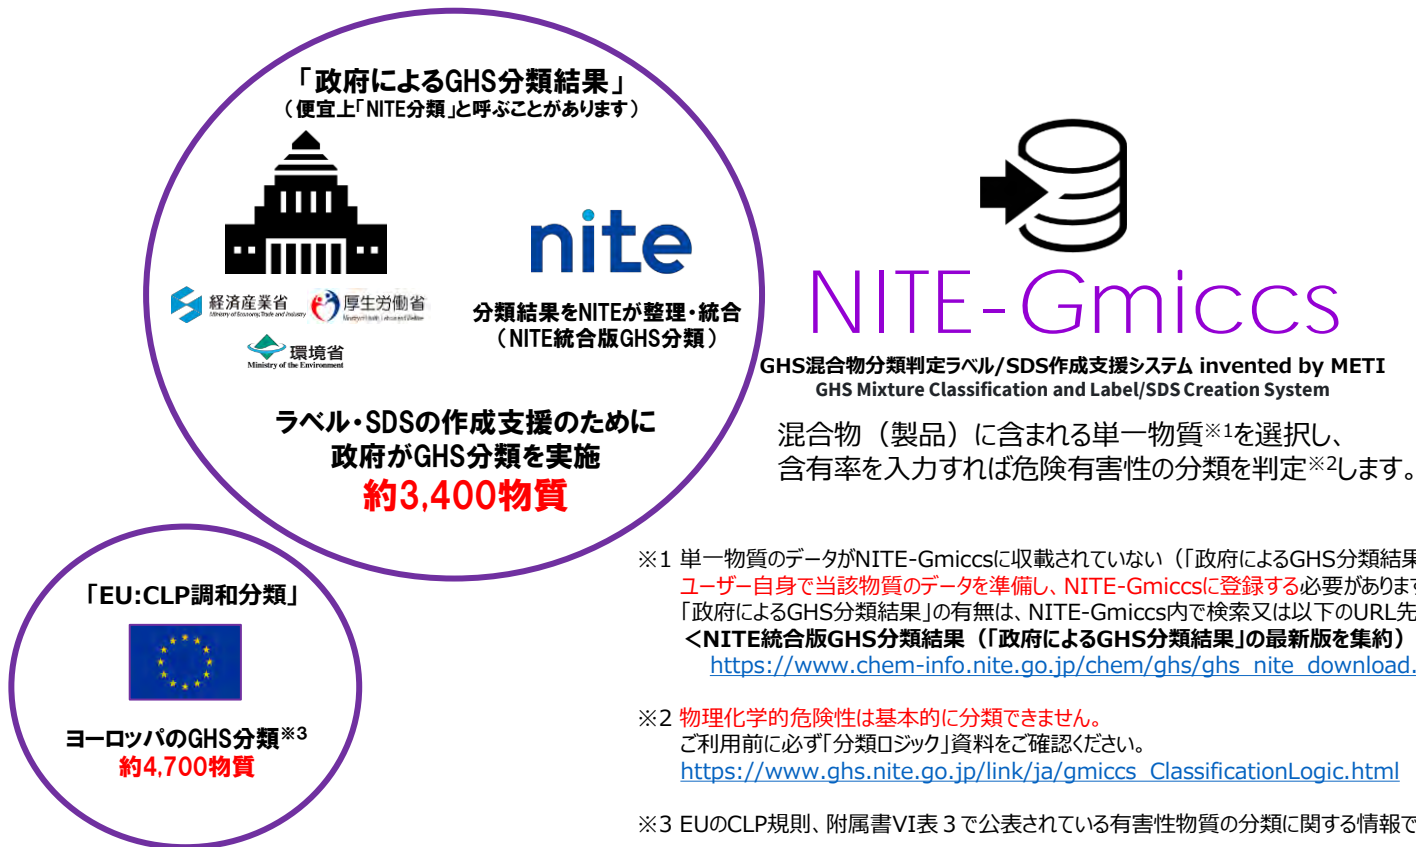 「政府によるGHS分類結果」
（便宜上「NITE分類」と呼ぶことがあります）
nite
経済産業省
Ministry of Economy, Trade and Industry
厚生労働省
Ministry of Health, Labour and Welfare
環境省
Ministry of the Environment
分類結果をNITEが整理・統合
（NITE統合版GHS分類）
ラベル・SDSの作成支援のために
政府がGHS分類を実施
約3,400物質
「EU:CLP調和分類」
ヨーロッパのGHS分類※3
約4,700物質
NITE-Gmiccs
GHS混合物分類判定ラベル/SDS作成支援システム invented by METI
GHS Mixture Classification and Label/SDS Creation System
混合物（製品）に含まれる単一物質※1を選択し、
含有率を入力すれば危険有害性の分類を判定※2します。
※1 単一物質のデータがNITE-Gmiccsに収載されていない（「政府によるGHS分類結果
ユーザー自身で当該物質のデータを準備し、NITE-Gmiccsに登録する必要があります
「政府によるGHS分類結果」の有無は、NITE-Gmiccs内で検索又は以下のURL先
＜NITE統合版GHS分類結果（「政府によるGHS分類結果」の最新版を集約）
https://www.chem-info.nite.go.jp/chem/ghs/ghs_nite_download.
※2 物理化学的危険性は基本的に分類できません。
ご利用前に必ず「分類ロジック」資料をご確認ください。
https://www.ghs.nite.go.jp/link/ja/gmiccs_ClassificationLogic.html
※3 EUのCLP規則、附属書VI表３で公表されている有害性物質の分類に関する情報で